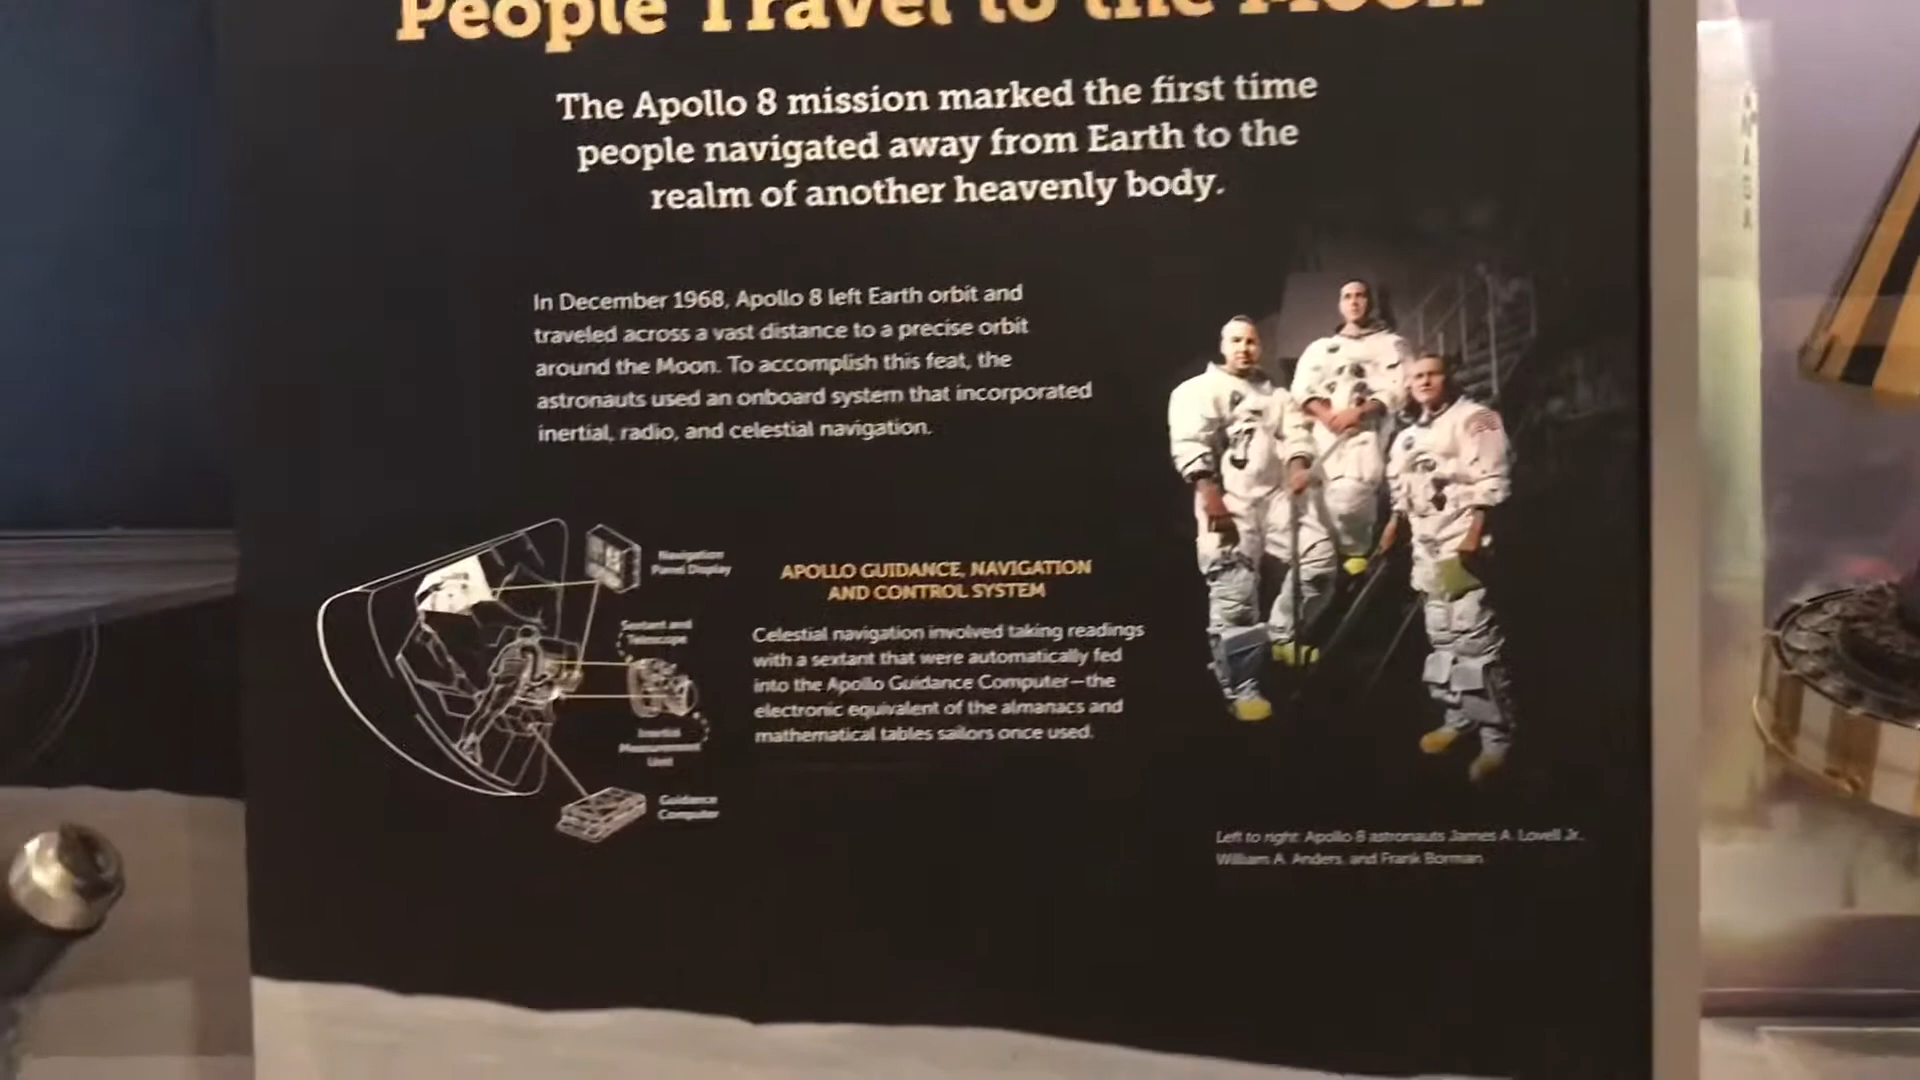 People Travel to the Moon
The Apollo 8 mission marked the first time
people navigated away from Earth to the
realm of another heavenly body.
In December 1968, Apollo 8 left Earth orbit and
traveled across a vast distance to a precise orbit
around the Moon. To accomplish this feat, the
astronauts used an onboard system that incorporated
inertial, radio, and celestial navigation.
Navigation
Panel Display
Sextant and
Telescope
Inertial
Measurement
Unit
Guidance
Computer
APOLLO GUIDANCE, NAVIGATION
AND CONTROL SYSTEM
Celestial navigation involved taking readings
with a sextant that were automatically fed
into the Apollo Guidance Computer—the
electronic equivalent of the almanacs and
mathematical tables sailors once used.
Left to right: Apollo 8 astronauts James A. Lovell Jr.,
William A. Anders, and Frank Borman